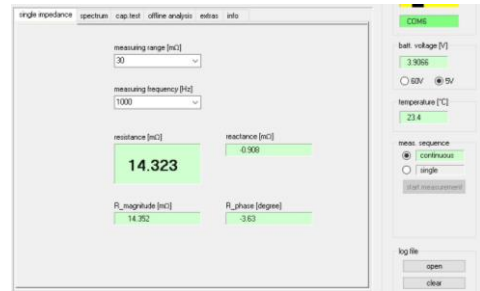 single impedance spectrum cap.test offline analysis extras info
measuring range [mΩ]
30
measuring frequency [Hz]
1000
resistance [mΩ]
14.323
reactance [mΩ]
-0.908
R_magnitude [mΩ]
14.352
R_phase [degree]
-3.63
COM6
batt. voltage [V]
3.9066
60V 5V
temperature [°C]
23.4
meas. sequence
continuous
single
start measurement
log file
open
clear